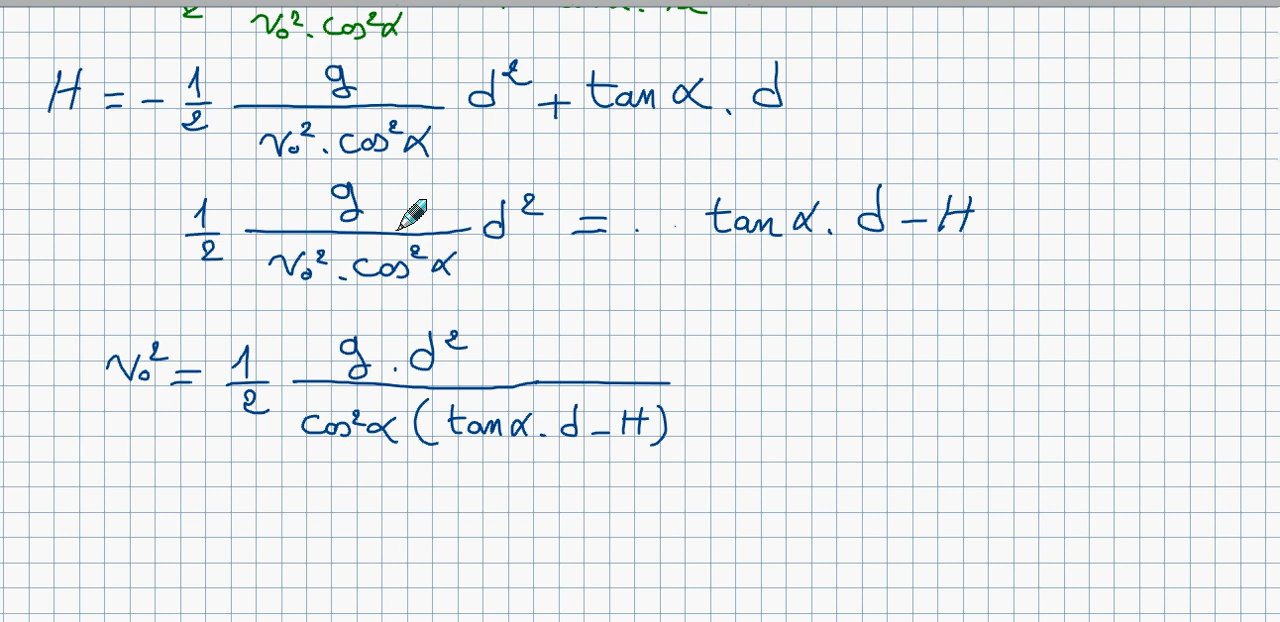 v₀² · cos²α
H = - 1/2 g/(v₀² · cos²α) d² + tan α . d
1/2 g/(v₀² · cos²α) d² = . tan α . d - H
v₀² = 1/2 g . d²/(cos²α (tan α . d - H))